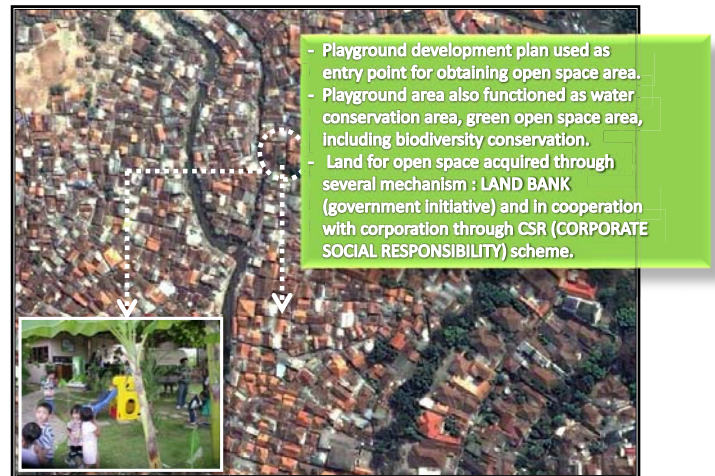 - Playground development plan used as
entry point for obtaining open space area.
- Playground area also functioned as water
conservation area, green open space area,
including biodiversity conservation.
- Land for open space acquired through
several mechanism : LAND BANK
(government initiative) and in cooperation
with corporation through CSR (CORPORATE
SOCIAL RESPONSIBILITY) scheme.